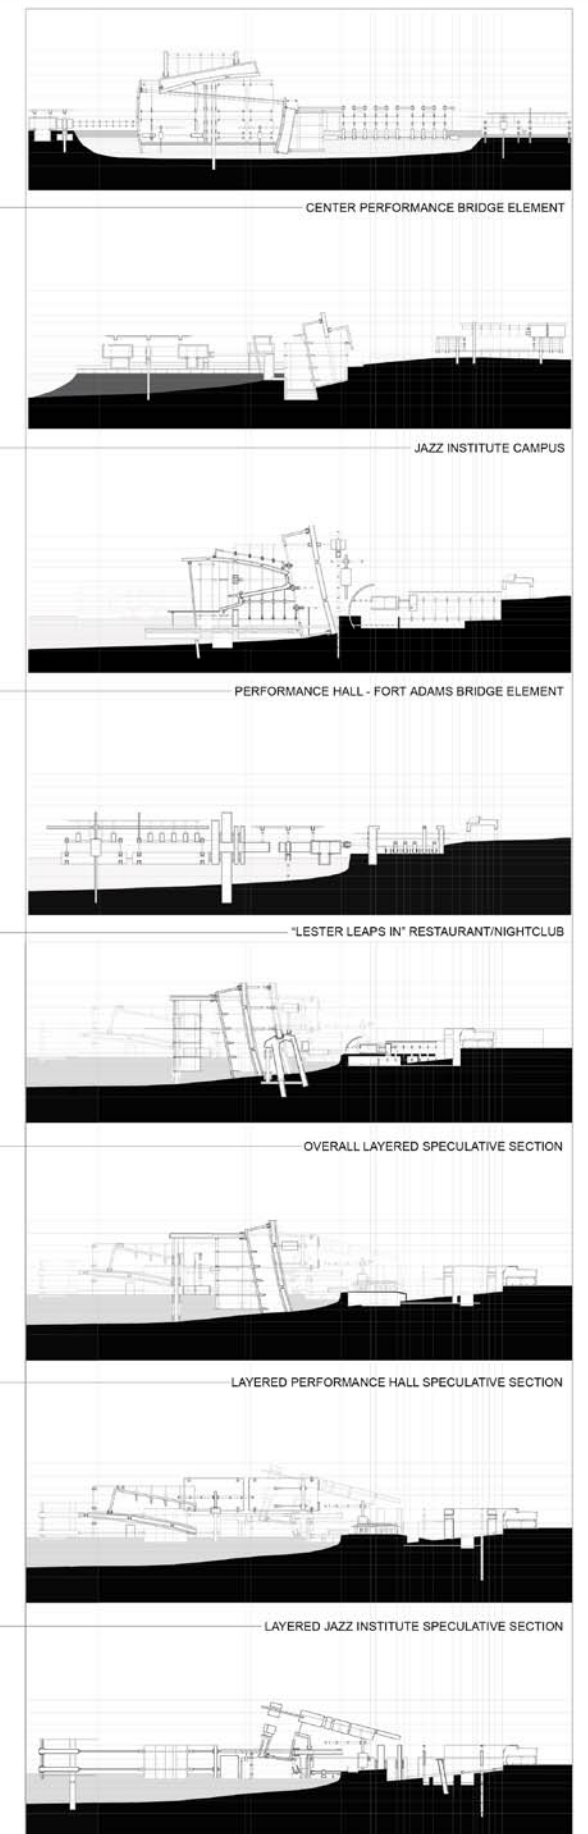 CENTER PERFORMANCE BRIDGE ELEMENT
JAZZ INSTITUTE CAMPUS
PERFORMANCE HALL - FORT ADAMS BRIDGE ELEMENT
"LESTER LEAPS IN" RESTAURANT/NIGHTCLUB
OVERALL LAYERED SPECULATIVE SECTION
LAYERED PERFORMANCE HALL SPECULATIVE SECTION
LAYERED JAZZ INSTITUTE SPECULATIVE SECTION